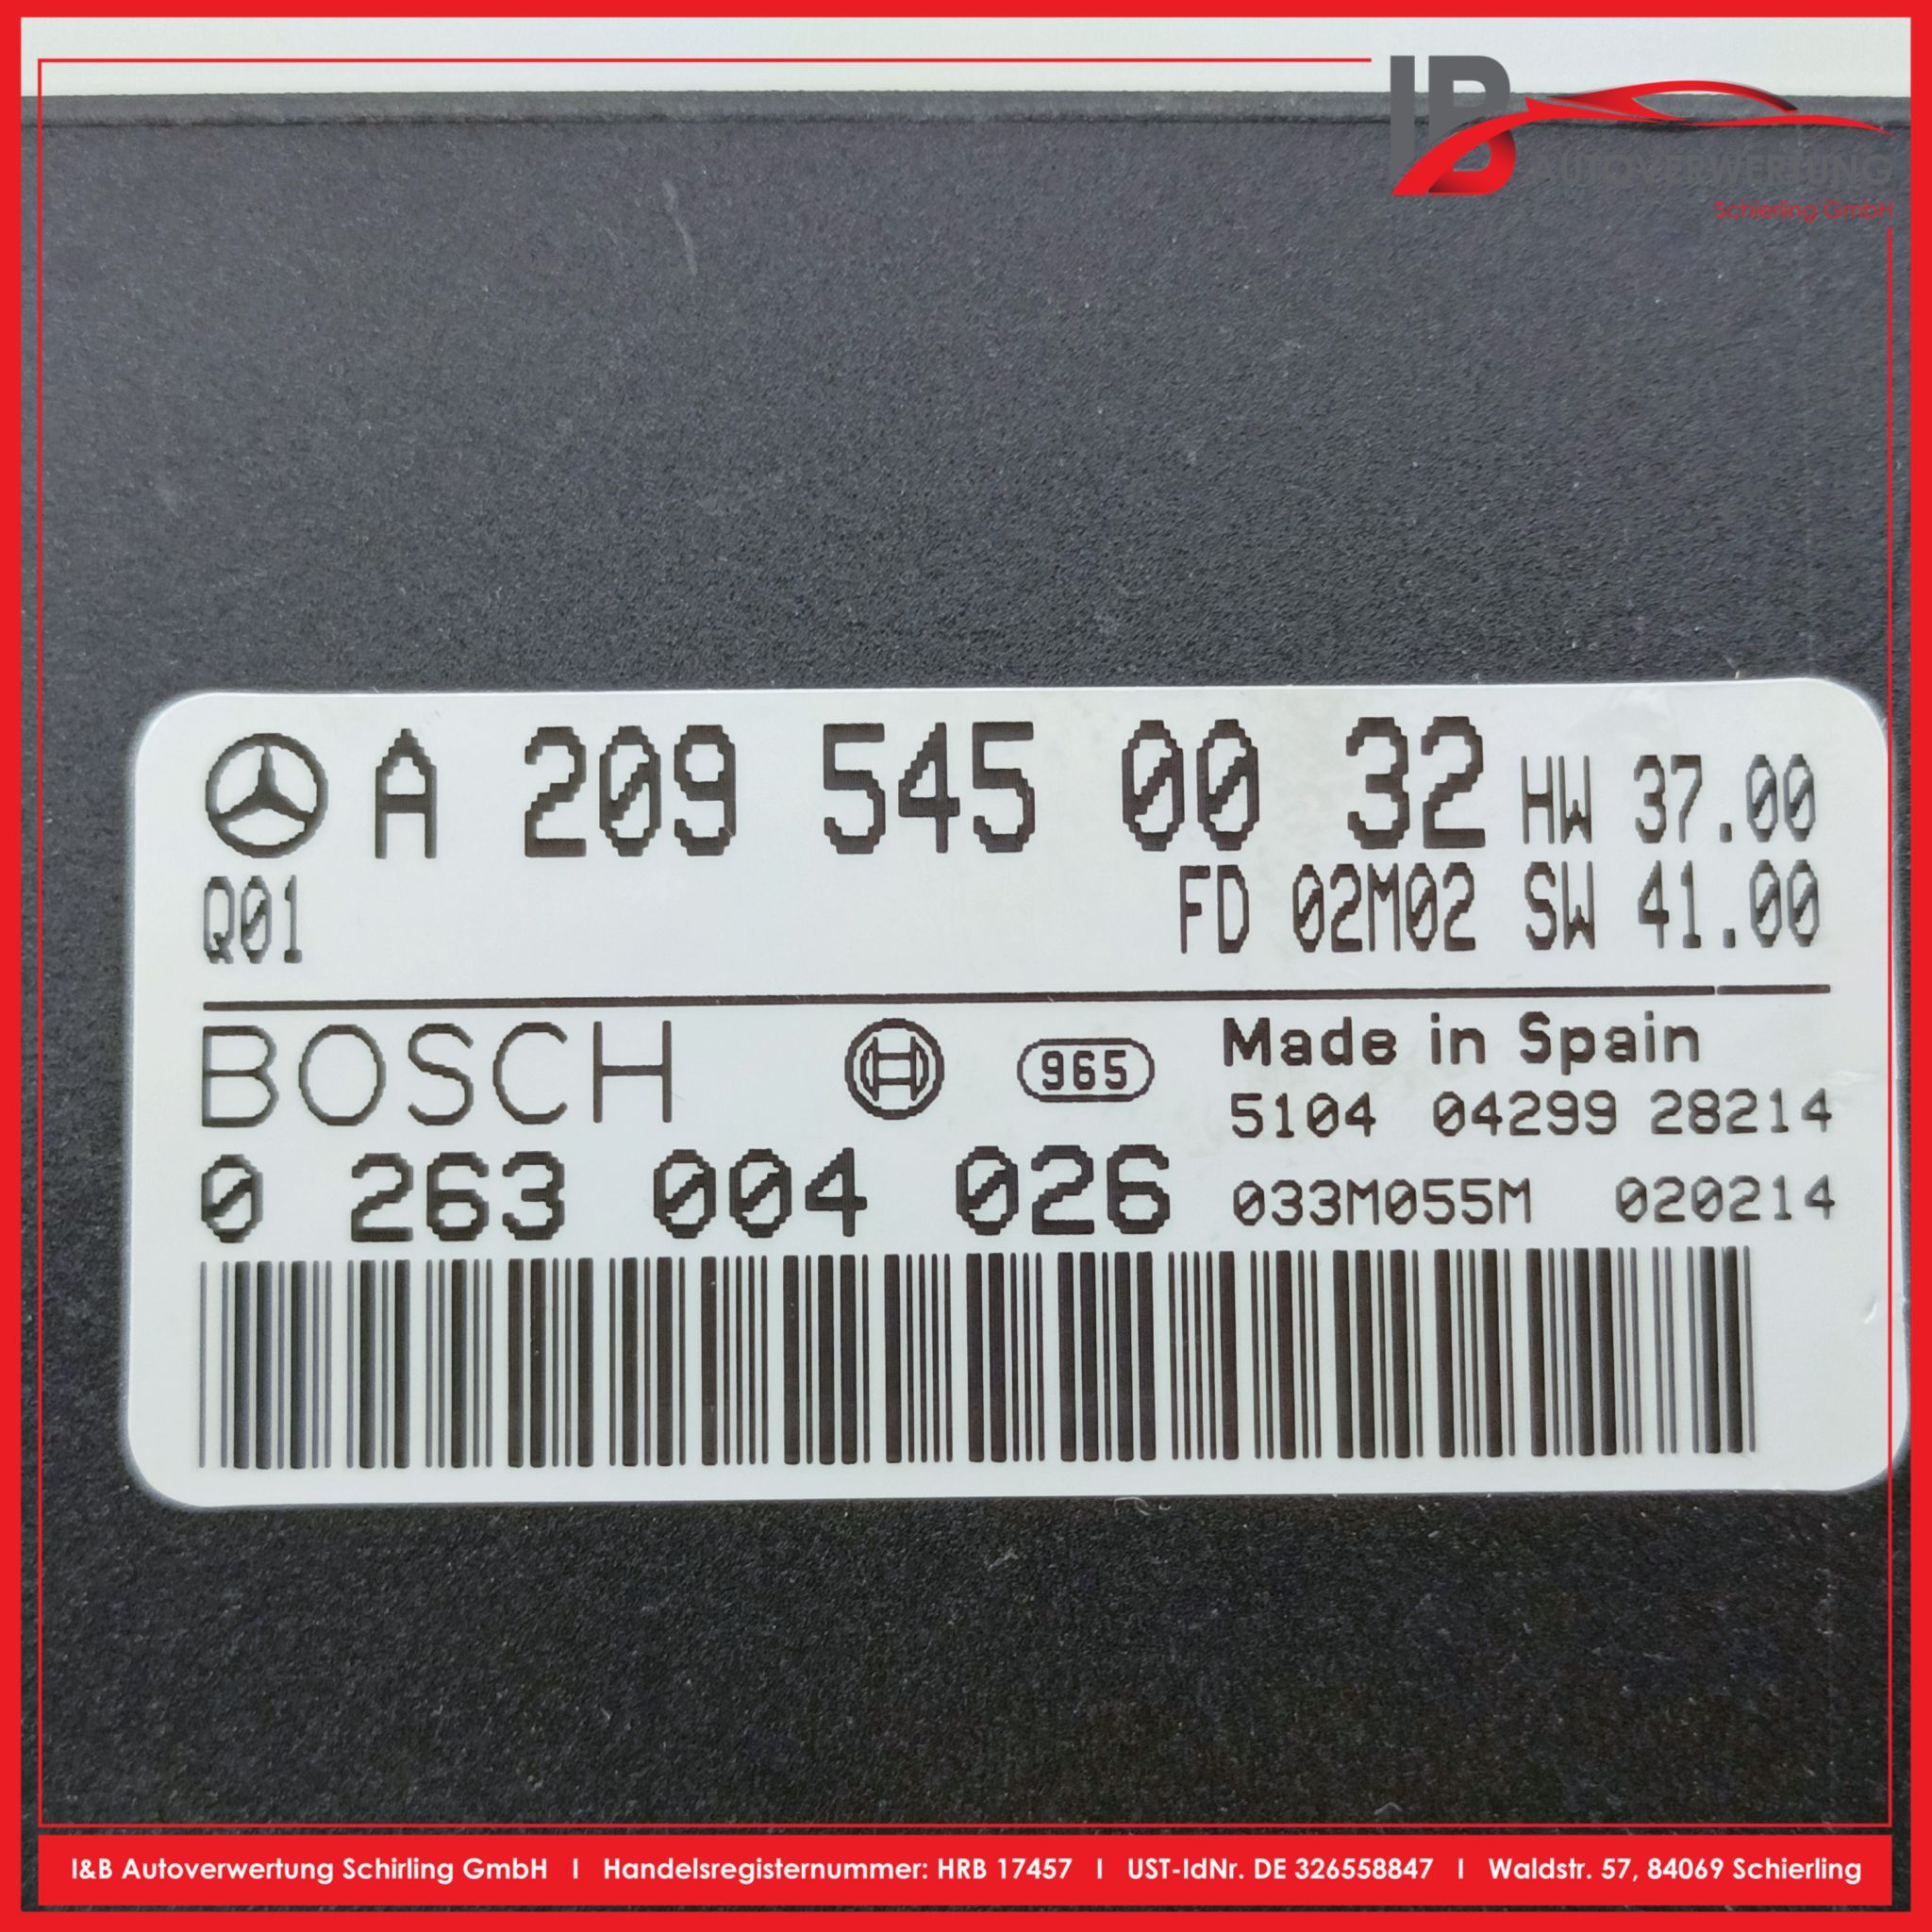 IB
AUTOVERWERTUNG
Schierling GmbH
A 209 545 00 32 HW 37.00
Q01 FD 02M02 SW 41.00
BOSCH 965 Made in Spain
5104 04299 28214
0 263 004 026 033M055M 020214
I&B Autoverwertung Schirling GmbH I Handelsregisternummer: HRB 17457 I UST-IdNr. DE 326558847 I Waldstr. 57, 84069 Schierling